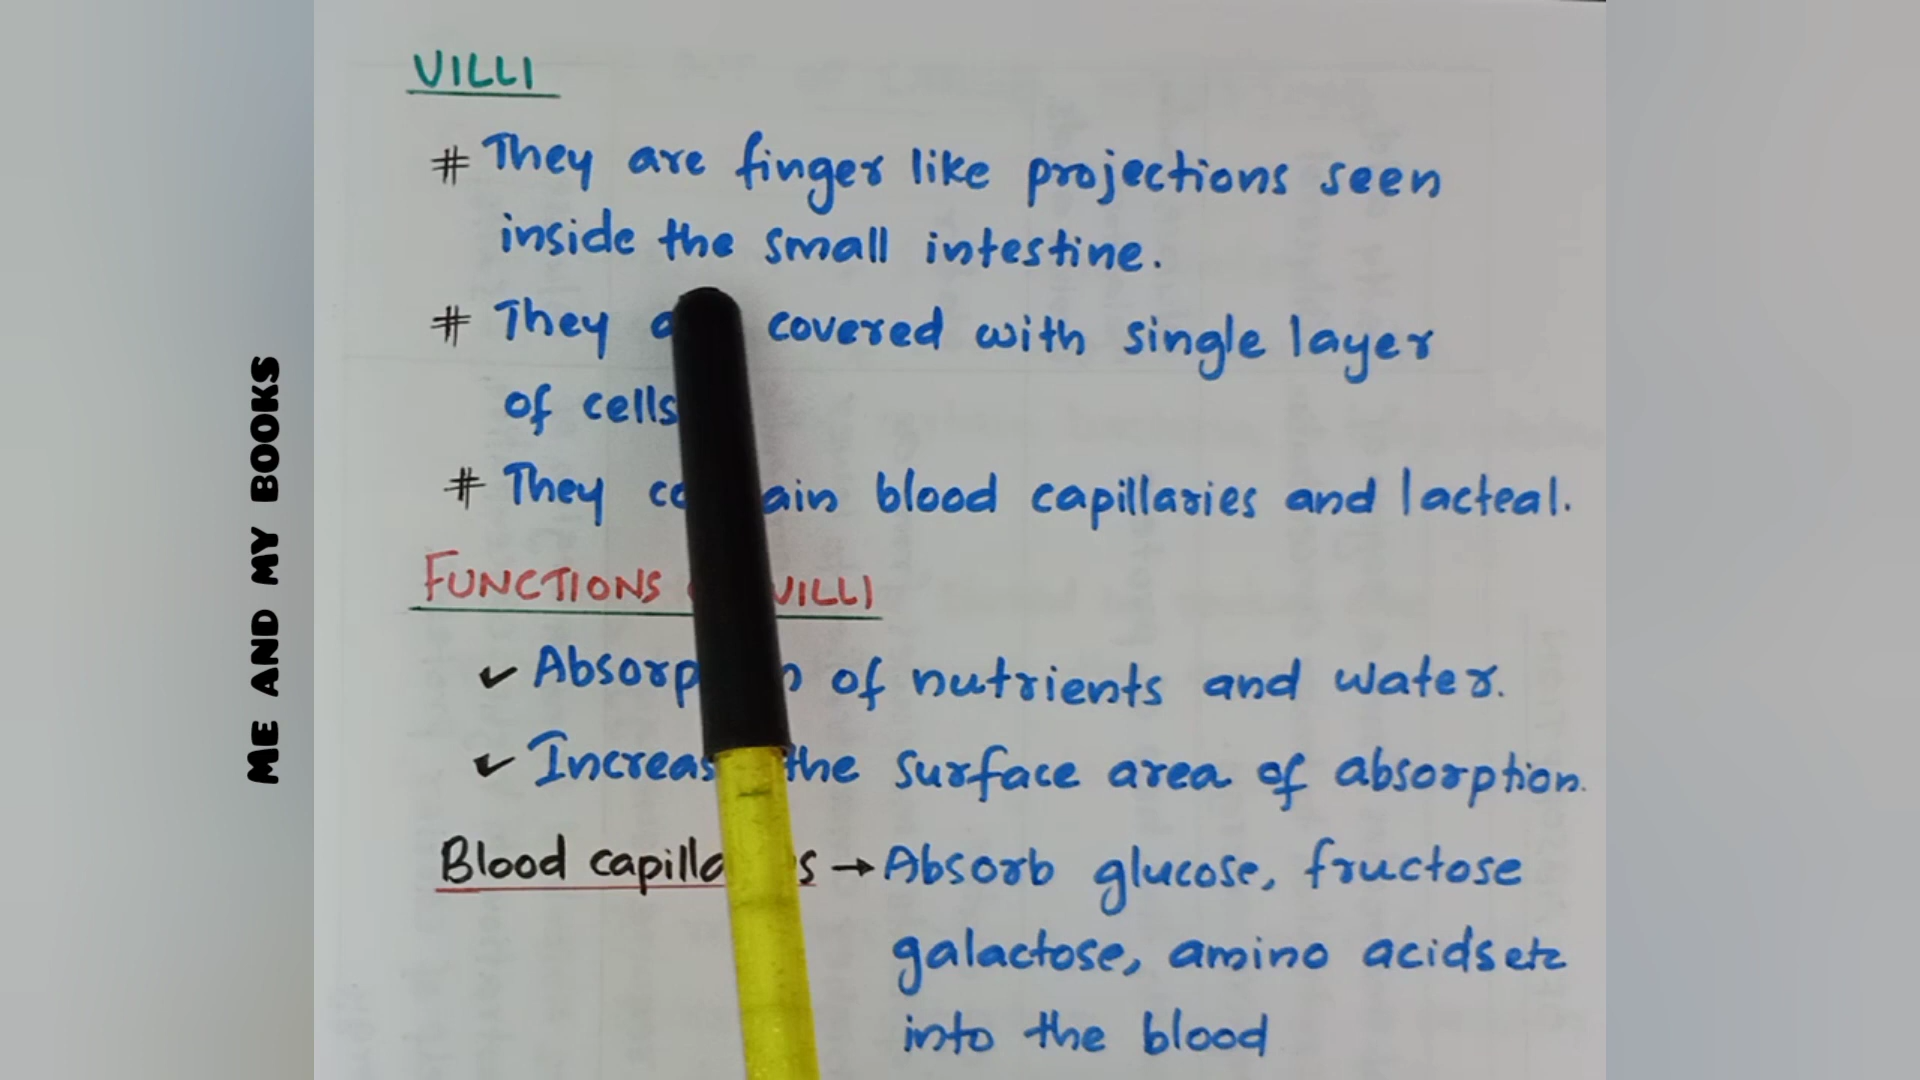 VILLI
# They are finger like projections seen
inside the small intestine.
# They covered with single layer
of cells
# They blood capillaries and lacteal.
FUNCTIONS VILLI
✓ of nutrients and water.
✓ the surface area of absorption.
Blood → Absorb glucose, fructose
galactose, amino acids etc
into the blood
ME AND MY BOOKS